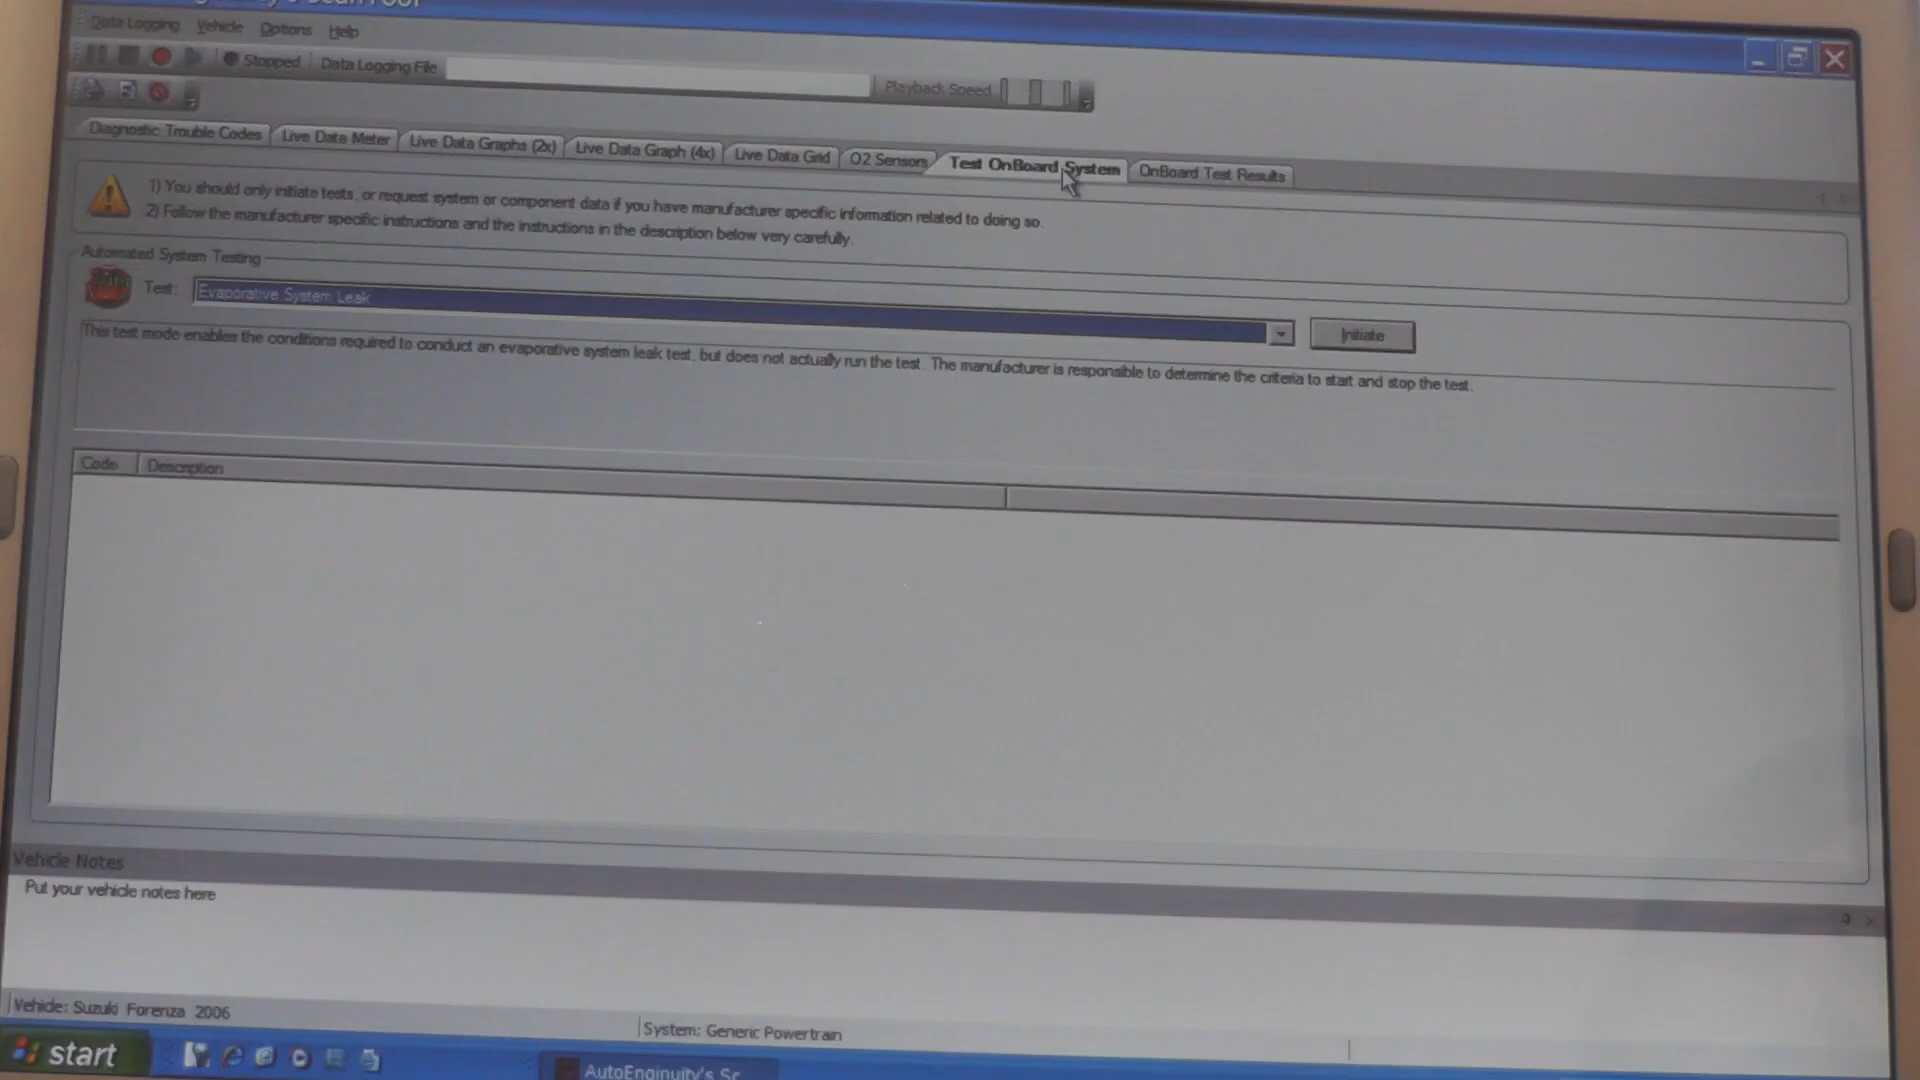 Data Logging Vehicle Options Help
Stopped Data Logging File Playback Speed
Diagnostic Trouble Codes Live Data Meter Live Data Graphs (2x) Live Data Graph (4x) Live Data Grid O2 Sensors Test OnBoard System OnBoard Test Results
1) You should only initiate tests, or request system or component data if you have manufacturer specific information related to doing so.
2) Follow the manufacturer specific instructions and the instructions in the description below very carefully.
Automated System Testing
Test: Evaporative System Leak Initiate
This test mode enables the conditions required to conduct an evaporative system leak test, but does not actually run the test. The manufacturer is responsible to determine the criteria to start and stop the test.
Code Description
Vehicle Notes
Put your vehicle notes here
Vehicle: Suzuki Forenza 2006
System: Generic Powertrain
start AutoEnginuity's Sc